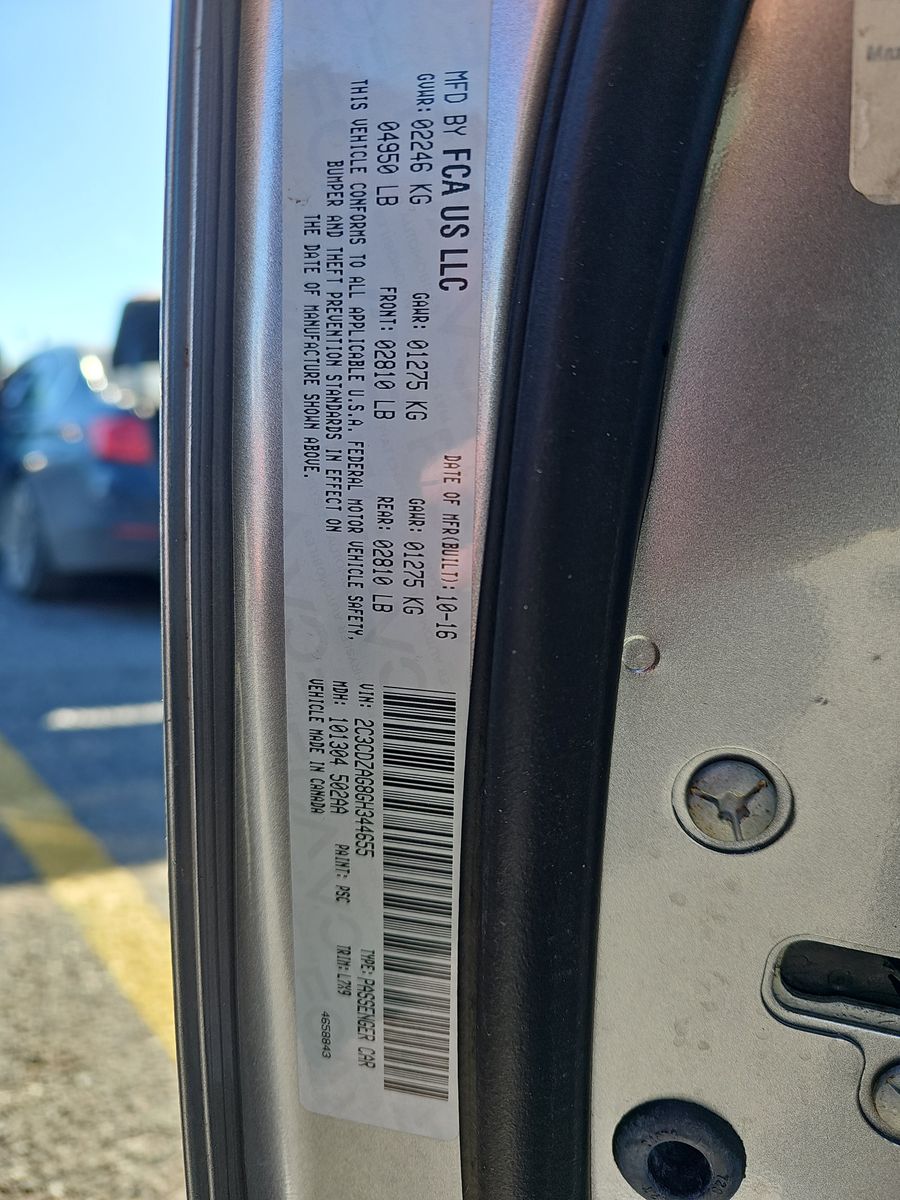 MFD BY FCA US LLC
DATE OF MFR(BUILT): 10-16
GVWR: 02246 KG
GAWR: 01275 KG
GAWR: 01275 KG
04950 LB
FRONT: 02810 LB
REAR: 02810 LB
THIS VEHICLE CONFORMS TO ALL APPLICABLE U.S.A. FEDERAL MOTOR VEHICLE SAFETY,
BUMPER AND THEFT PREVENTION STANDARDS IN EFFECT ON
THE DATE OF MANUFACTURE SHOWN ABOVE.
VIN: 2C3CDZAG8GH344655
TYPE: PASSENGER CAR
MDH: 101304 502AA
PAINT: PSC
TRIM: L7X9
VEHICLE MADE IN CANADA
4658843